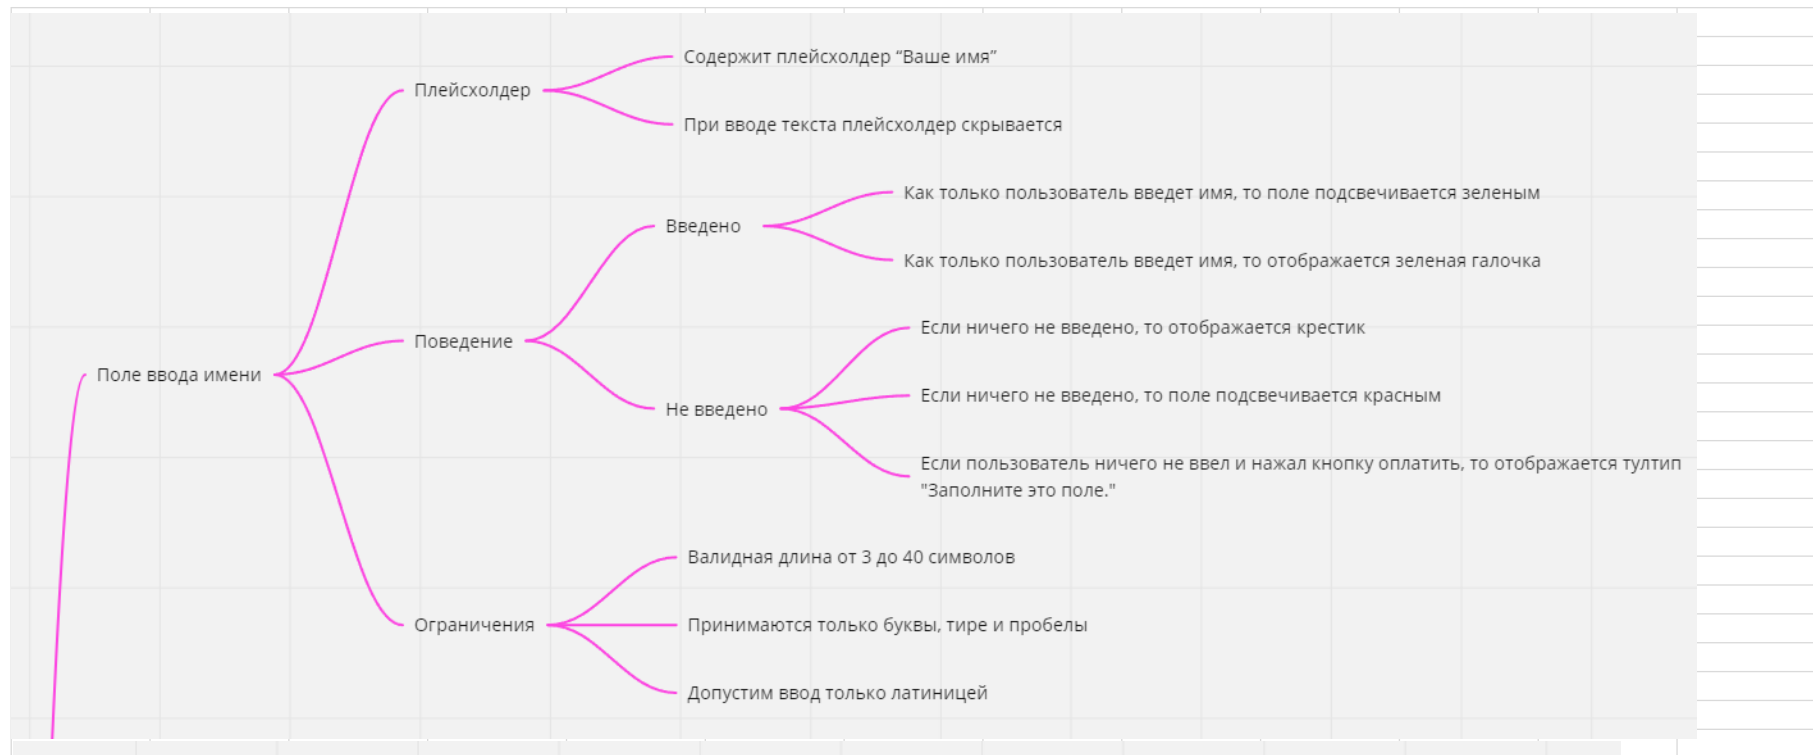 Содержит плейсхолдер “Ваше имя”
Плейсхолдер
При вводе текста плейсхолдер скрывается
Как только пользователь введет имя, то поле подсвечивается зеленым
Введено
Как только пользователь введет имя, то отображается зеленая галочка
Если ничего не введено, то отображается крестик
Поведение
Поле ввода имени
Если ничего не введено, то поле подсвечивается красным
Не введено
Если пользователь ничего не ввел и нажал кнопку оплатить, то отображается тултип
"Заполните это поле."
Валидная длина от 3 до 40 символов
Ограничения
Принимаются только буквы, тире и пробелы
Допустим ввод только латиницей